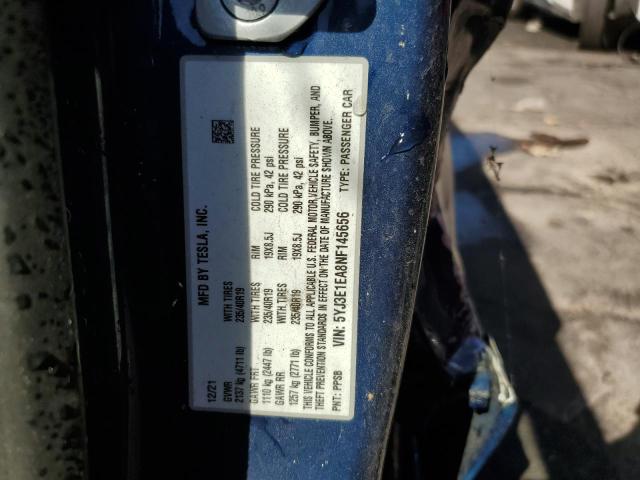 MFD BY TESLA, INC.
12/21
GVWR
2137 kg (4711 lb)
WITH TIRES
235/40R19
GAWR FRT
1110 kg (2447 lb)
WITH TIRES
235/40R19
RIM
19X8.5J
COLD TIRE PRESSURE
290 kPa, 42 psi
GAWR RR
1257 kg (2771 lb)
WITH TIRES
235/40R19
RIM
19X8.5J
COLD TIRE PRESSURE
290 kPa, 42 psi
THIS VEHICLE CONFORMS TO ALL APPLICABLE U.S. FEDERAL MOTOR VEHICLE SAFETY, BUMPER, AND
THEFT PREVENTION STANDARDS IN EFFECT ON THE DATE OF MANUFACTURE SHOWN ABOVE.
PNT: PPSB
VIN: 5YJ3E1EA8NF145656
TYPE: PASSENGER CAR